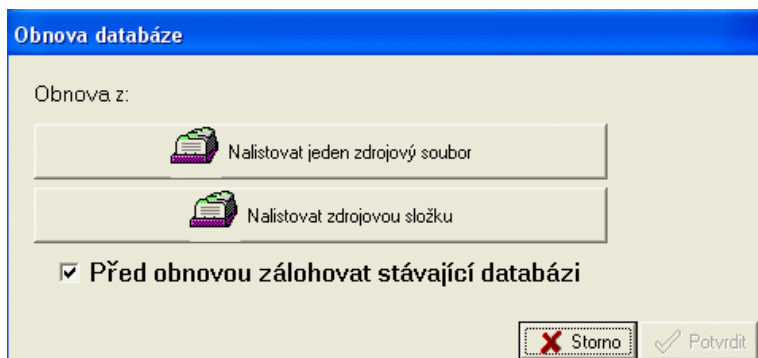 Obnova databáze
Obnova z:
Nalistovat jeden zdrojový soubor
Nalistovat zdrojovou složku
Před obnovou zálohovat stávající databázi
Storno Potvrdit